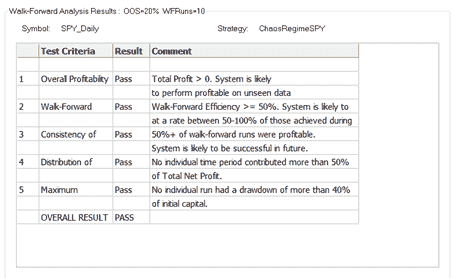 Walk-Forward Analysis Results : OOS=20% WFRuns=10
Symbol: SPY_Daily Strategy: ChaosRegimeSPY
Test Criteria Result Comment
1 Overall Profitability Pass Total Profit > 0. System is likely
to perform profitable on unseen data
2 Walk-Forward Pass Walk-Forward Efficiency >= 50%. System is likely to
at a rate between 50-100% of those achieved during
3 Consistency of Pass 50%+ of walk-forward runs were profitable.
System is likely to be successful in future.
4 Distribution of Pass No individual time period contributed more than 50%
of Total Net Profit.
5 Maximum Pass No individual run had a drawdown of more than 40%
of initial capital.
OVERALL RESULT PASS